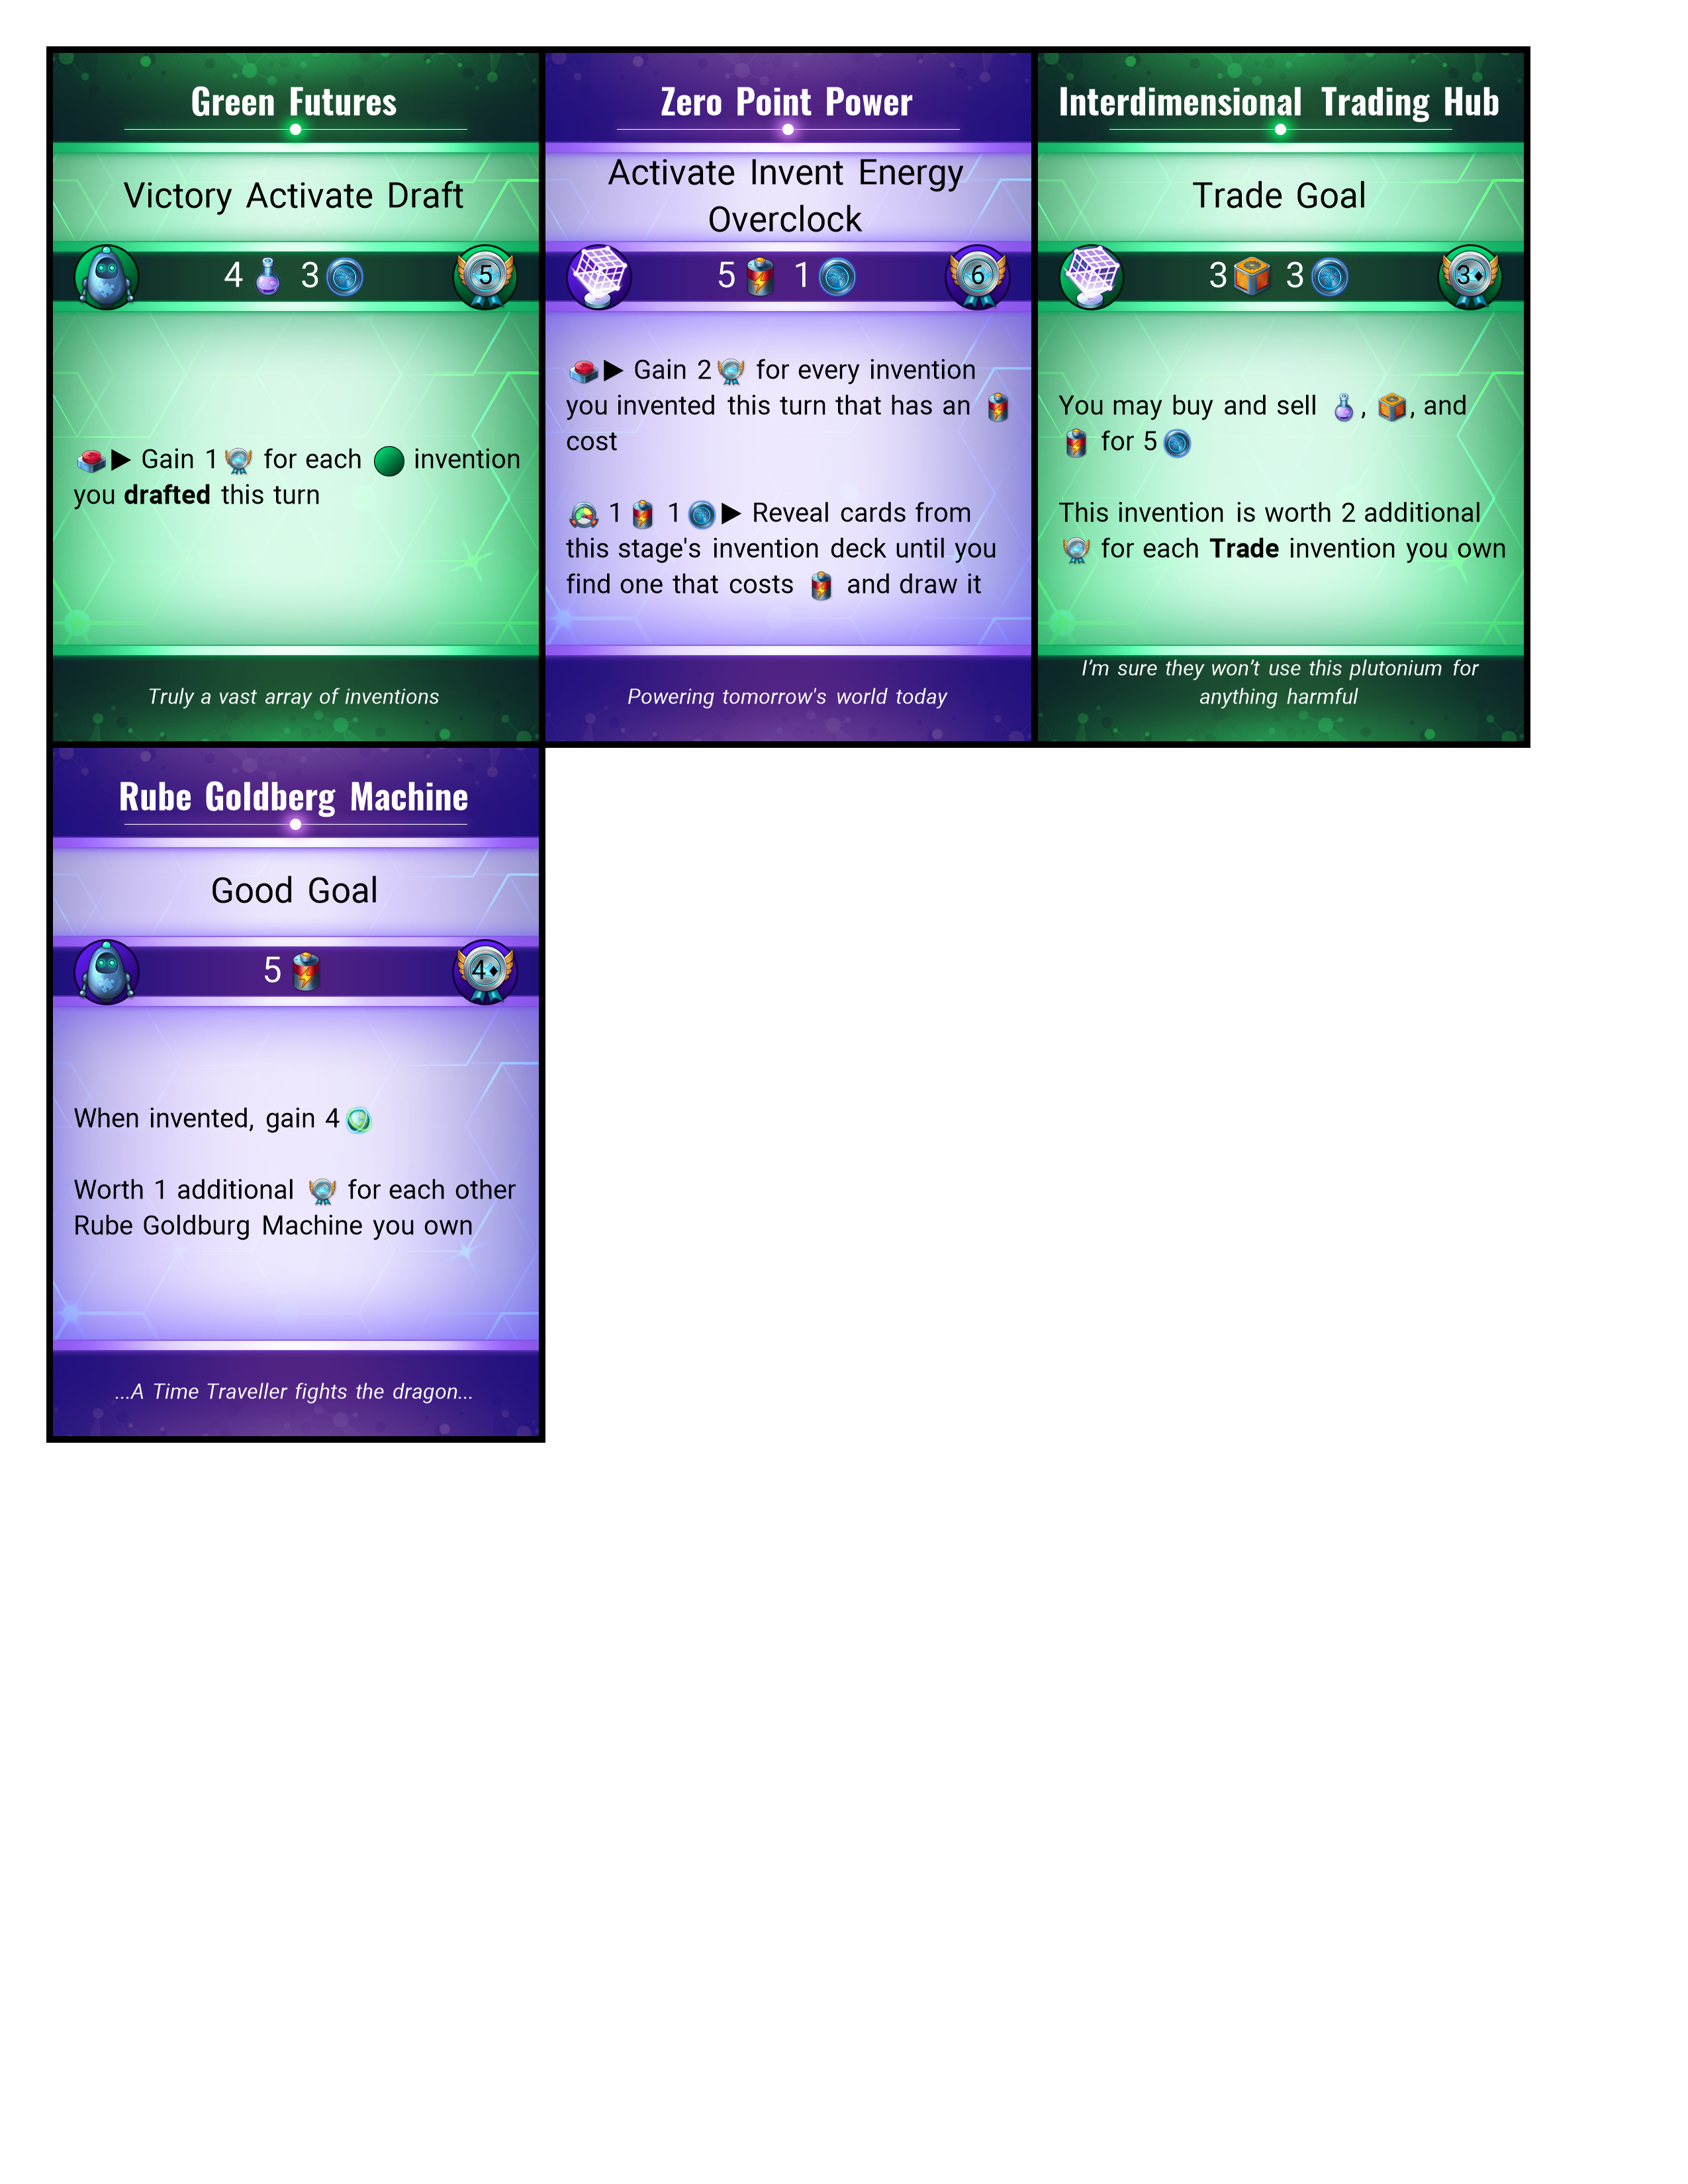 Green Futures
Victory Activate Draft
4 3 5
Gain 1 for each invention
you drafted this turn
Truly a vast array of inventions
Zero Point Power
Activate Invent Energy
Overclock
5 1 6
Gain 2 for every invention
you invented this turn that has an
cost
1 1 ▶ Reveal cards from
this stage's invention deck until you
find one that costs and draw it
Powering tomorrow's world today
Interdimensional Trading Hub
Trade Goal
3 3 3♦
You may buy and sell , , and
for 5
This invention is worth 2 additional
for each Trade invention you own
I'm sure they won't use this plutonium for
anything harmful
Rube Goldberg Machine
Good Goal
5 4♦
When invented, gain 4
Worth 1 additional for each other
Rube Goldburg Machine you own
...A Time Traveller fights the dragon...